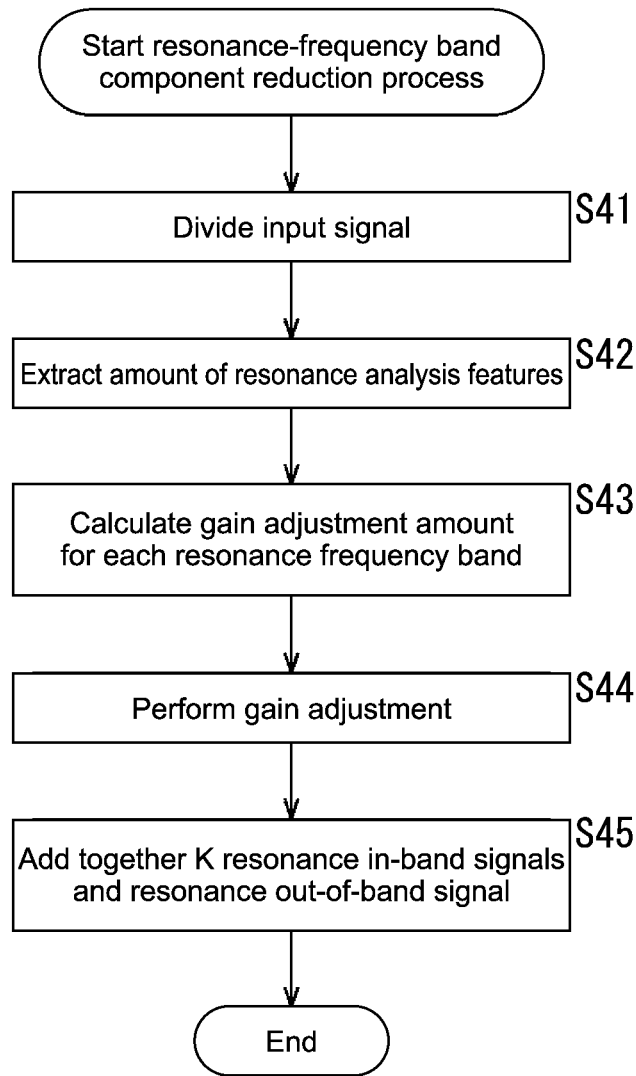 Start resonance-frequency band
component reduction process
S41
Divide input signal
S42
Extract amount of resonance analysis features
S43
Calculate gain adjustment amount
for each resonance frequency band
S44
Perform gain adjustment
S45
Add together K resonance in-band signals
and resonance out-of-band signal
End